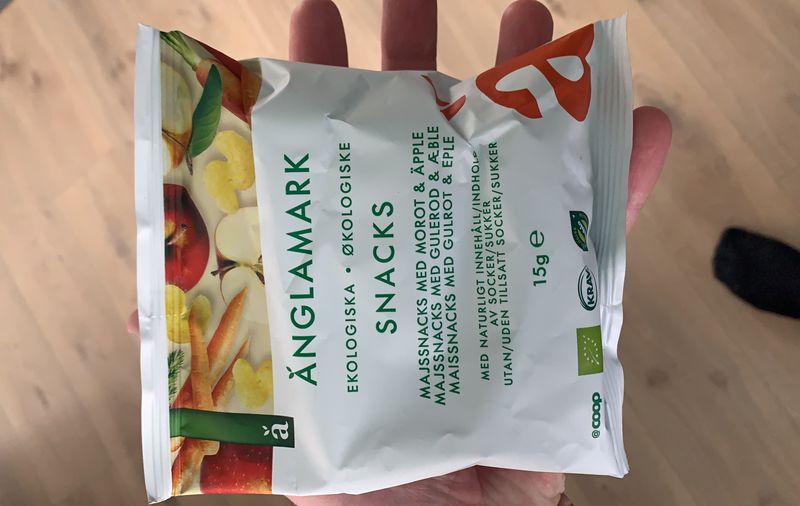 ÄNGLAMARK
EKOLOGISKA • ØKOLOGISKE
SNACKS
MAJSSNACKS MED MOROT & ÄPPLE
MAJSSNACKS MED GULEROD & ÆBLE
MAISSNACKS MED GULROT & EPLE
MED NATURLIGT INNEHÅLL/INDHOLD
AV SOCKER/SUKKER
UTAN/UDEN TILLSATT SOCKER/SUKKER
15g e
KRAV
coop
ä